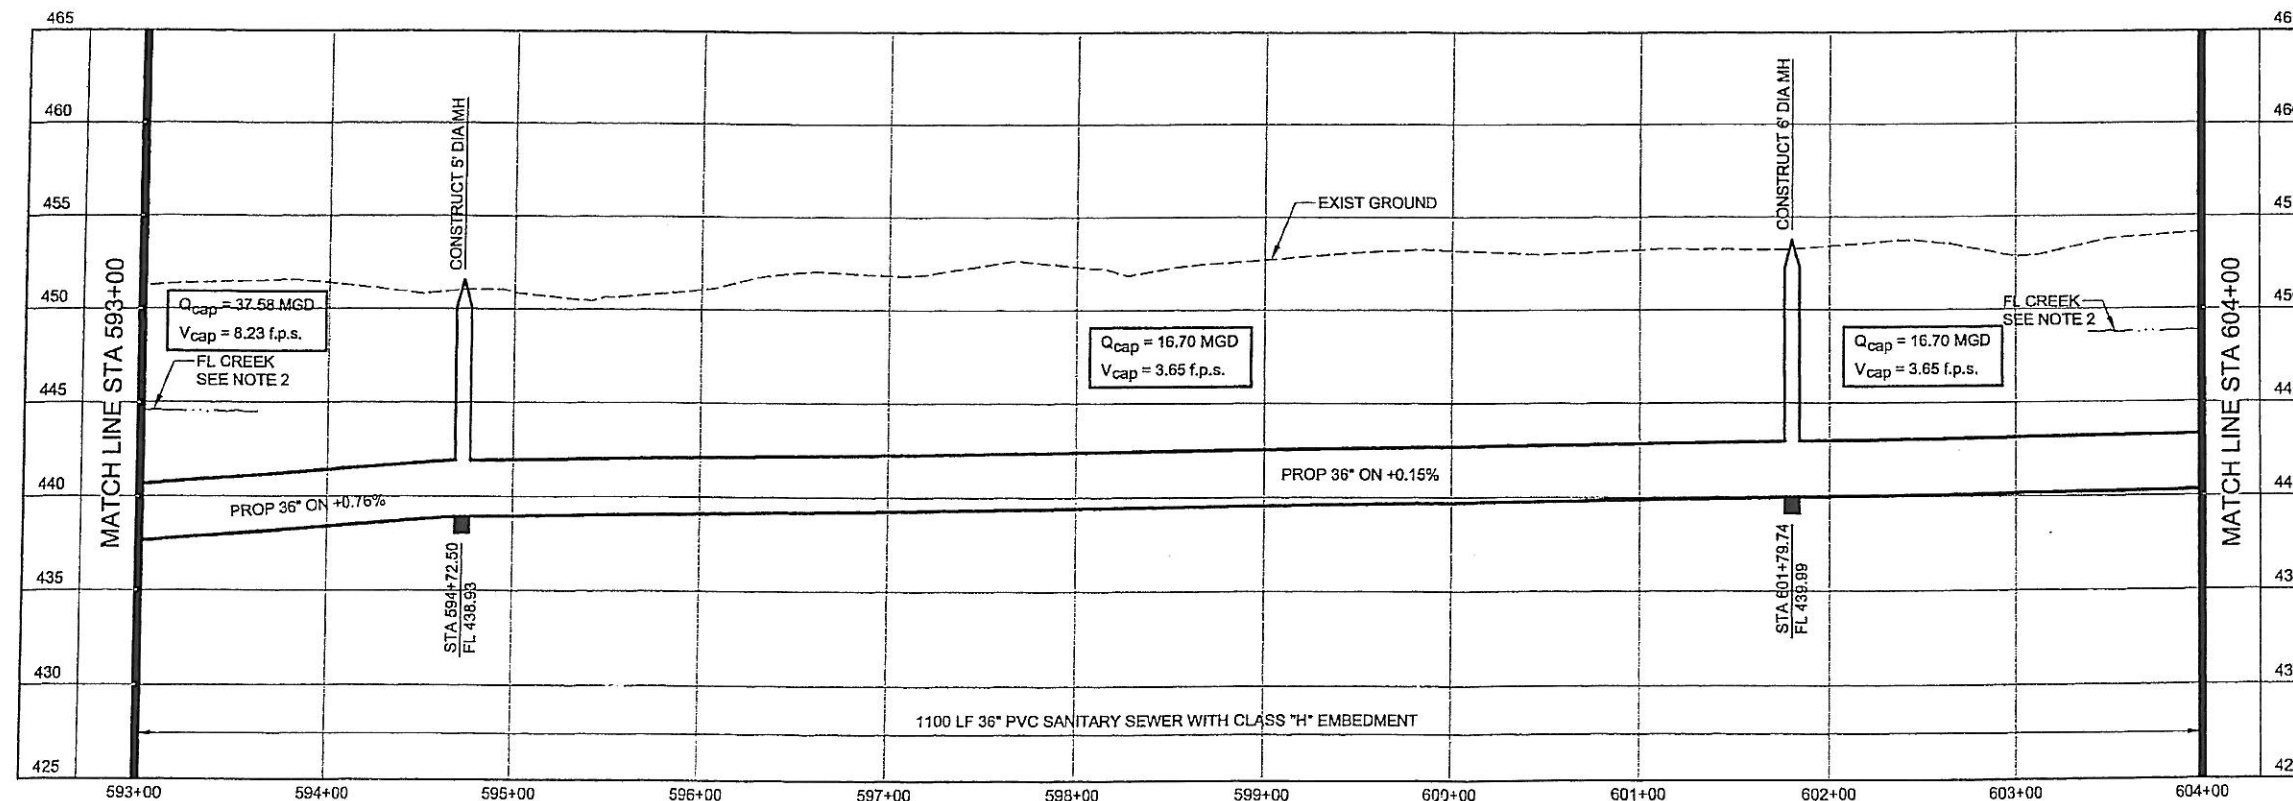 465
460
455
450
445
440
435
430
425
MATCH LINE STA 593+00
Qcap = 37.58 MGD
Vcap = 8.23 f.p.s.
FL CREEK
SEE NOTE 2
PROP 36" ON +0.76%
CONSTRUCT 5' DIA MH
STA 594+72.50
FL 438.93
EXIST GROUND
Qcap = 16.70 MGD
Vcap = 3.65 f.p.s.
PROP 36" ON +0.15%
CONSTRUCT 6' DIA MH
STA 601+79.74
FL 439.99
Qcap = 16.70 MGD
Vcap = 3.65 f.p.s.
FL CREEK
SEE NOTE 2
MATCH LINE STA 604+00
1100 LF 36" PVC SANITARY SEWER WITH CLASS "H" EMBEDMENT
593+00
594+00
595+00
596+00
597+00
598+00
599+00
600+00
601+00
602+00
603+00
604+00